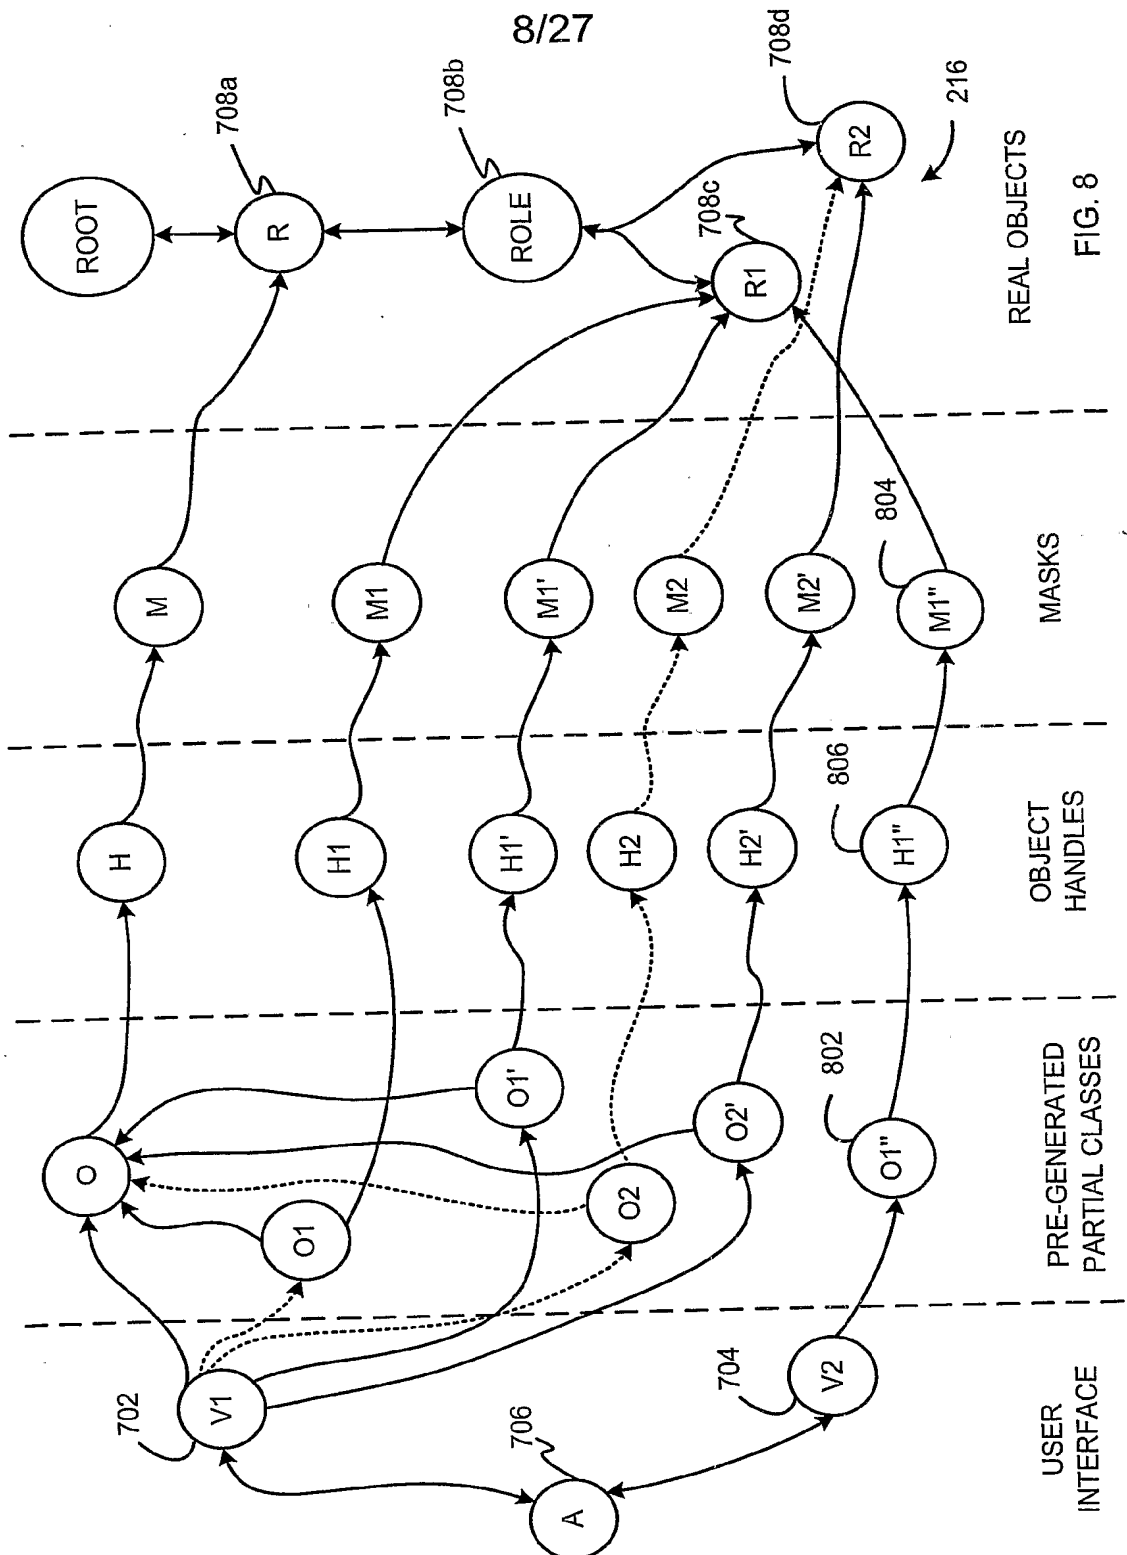 8/27
ROOT
708a
R
708b
ROLE
708c
R1
708d
R2
216
REAL OBJECTS
FIG. 8
M
M1
M1'
M2
M2'
804
M1"
MASKS
H
H1
H1'
H2
H2'
806
H1"
OBJECT
HANDLES
O
O1
O1'
O2
O2'
802
O1"
PRE-GENERATED
PARTIAL CLASSES
702
V1
706
A
704
V2
USER
INTERFACE